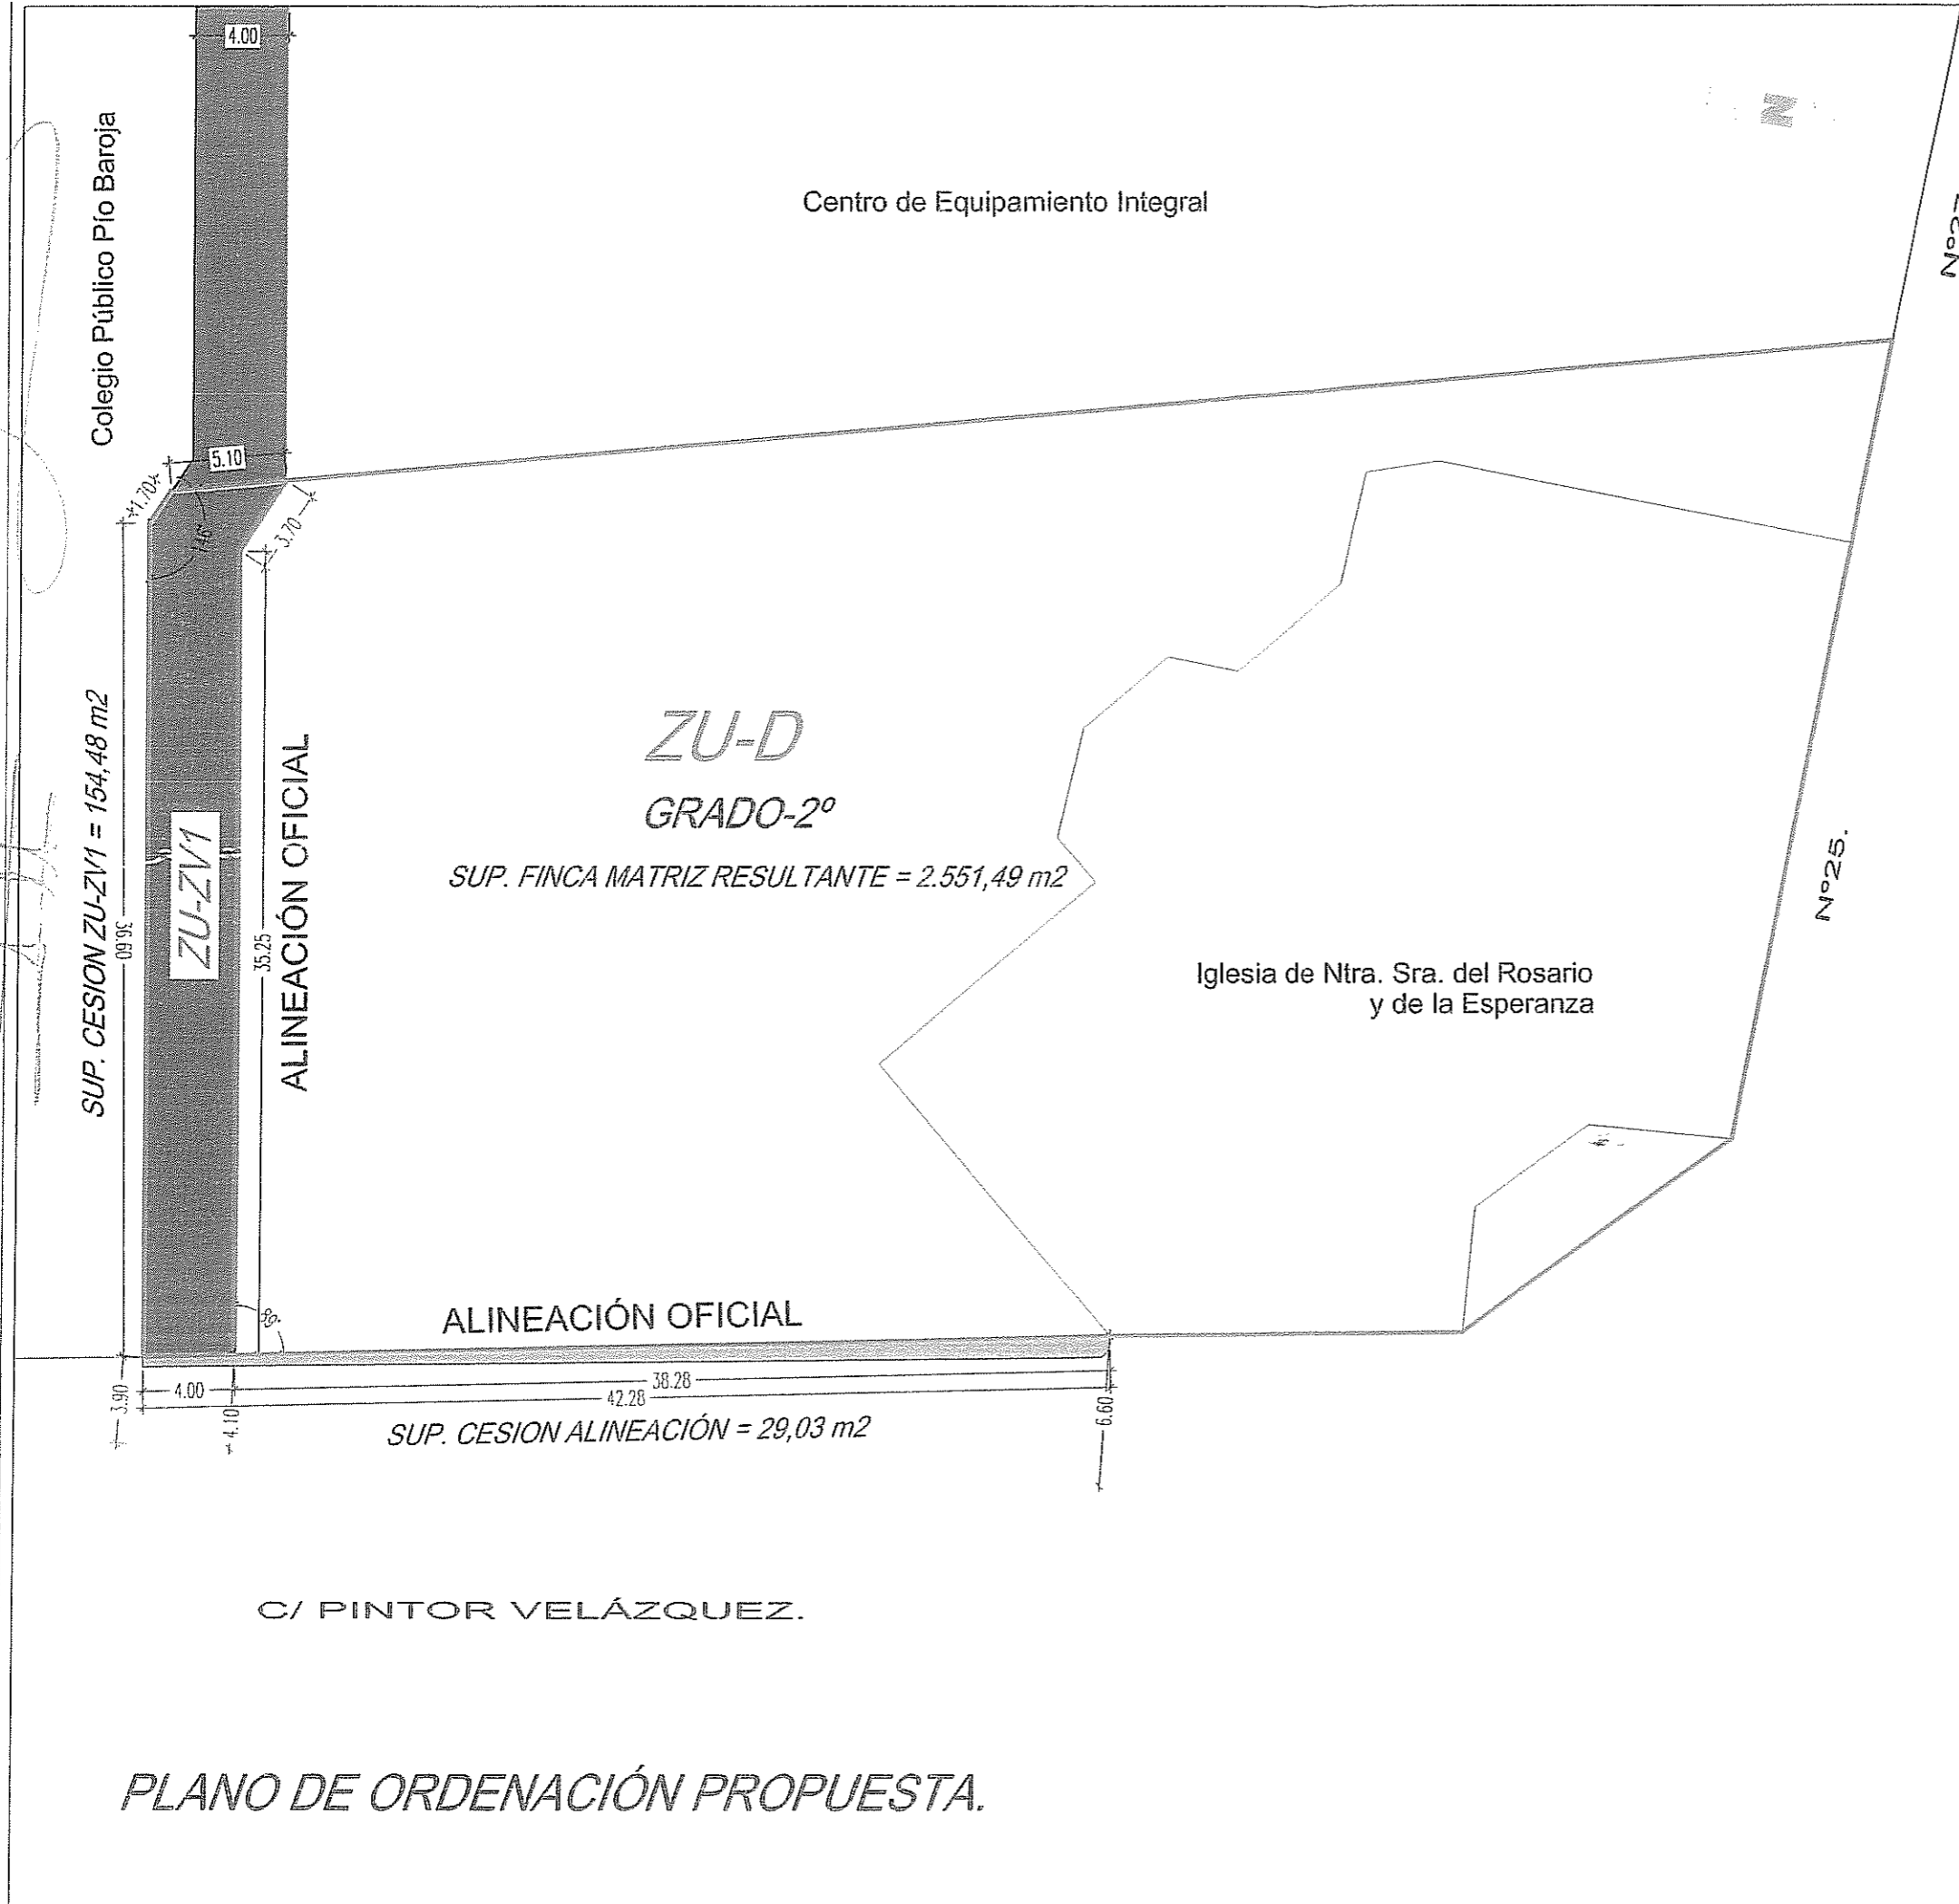 4.00
Colegio Público Pío Baroja
N
Centro de Equipamiento Integral
5.10
1.70
146°
3.70
SUP. CESION ZU-ZV1 = 154,48 m2
36.60
ZU-ZV1
35.25
ALINEACIÓN OFICIAL
ZU-D
GRADO-2º
SUP. FINCA MATRIZ RESULTANTE = 2.551,49 m2
Nº25.
Iglesia de Ntra. Sra. del Rosario
y de la Esperanza
ALINEACIÓN OFICIAL
3.90
4.00
38.28
42.28
4.10
6.60
SUP. CESION ALINEACIÓN = 29,03 m2
C/ PINTOR VELÁZQUEZ.
PLANO DE ORDENACIÓN PROPUESTA.